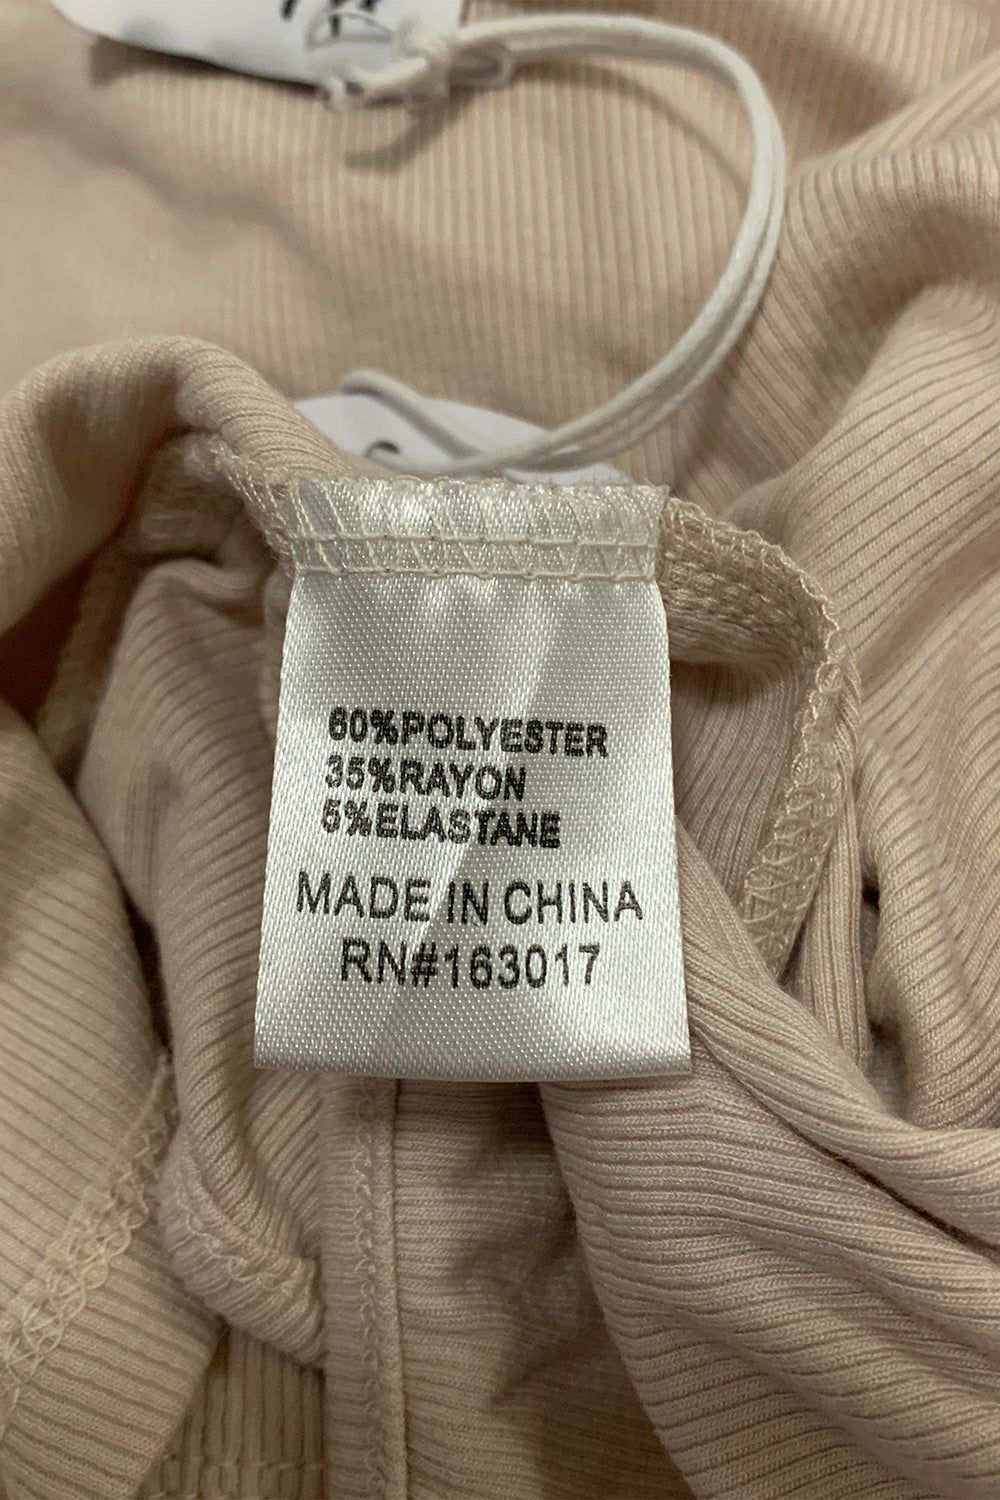 60%POLYESTER
35%RAYON
5%ELASTANE
MADE IN CHINA
RN#163017